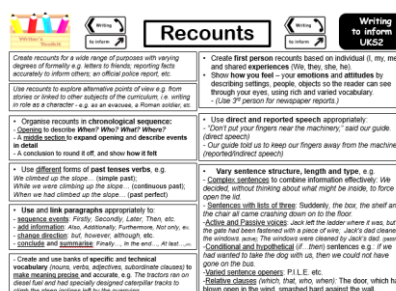 Writing
to inform
Recounts
Writing
to inform
Writing
to inform
UKS2
Create recounts for a wide range of purposes with varying
degrees of formality e.g. letters to friends; reporting facts
accurately to inform others; an official police report, etc.
Use recounts to explore alternative points of view e.g. from
stories or linked to other subjects of the curriculum, i.e. writing
in role as a character - e.g. as an evacuee, a Roman soldier, etc.
• Create first person recounts based on individual (I, my, me
and shared experiences (We, they, she, he).
• Show how you feel – your emotions and attitudes by
describing settings, people, objects so the reader can see
through your eyes, using rich and varied vocabulary.
- (Use 3rd person for newspaper reports.)
• Organise recounts in chronological sequence:
- Opening to describe When? Who? What? Where?
- A middle section to expand opening and describe events
in detail
- A conclusion to round it off, and show how it felt
• Use direct and reported speech appropriately:
- "Don't put your fingers near the machinery," said our guide.
(direct speech)
- Our guide told us to keep our fingers away from the machine
(reported/indirect speech)
• Use different forms of past tenses verbs, e.g.
We climbed up the slope… (simple past);
While we were climbing up the slope… (continuous past);
When we had climbed up the slope… (past perfect)
• Use and link paragraphs appropriately to:
- sequence events: Firstly, Secondly, Later, Then, etc.
- add information: Also, Additionally, Furthermore, Not only, etc.
- change direction: but, however, although, etc.
- conclude and summarise: Finally…, In the end…, At last…,
- Create and use banks of specific and technical
vocabulary (nouns, verbs, adjectives, subordinate clauses) to
make meaning precise and accurate, e.g. The tractors ran on
diesel fuel and had specially designed caterpillar tracks to
• Vary sentence structure, length and type, e.g.
- Complex sentences to combine information effectively: We
decided, without thinking about what might be inside, to force
open the lid.
- Sentences with lists of three: Suddenly, the box, the shelf an
the chair all came crashing down on to the floor.
-Active and Passive voices: Jack left the ladder where it was, but
the gate had been fastened with a piece of wire; Jack's dad cleane
the windows. (active) The windows were cleaned by Jack's dad. (passi
-Conditional and hypothetical (if…then) sentences e.g.: If we
had wanted to take the dog with us, then we could not have
gone on the bus.
-Varied sentence openers: P.I.L.E. etc.
-Relative clauses (which, that, who, when): The door, which ha
blown open in the wind, smashed hard against the wall.